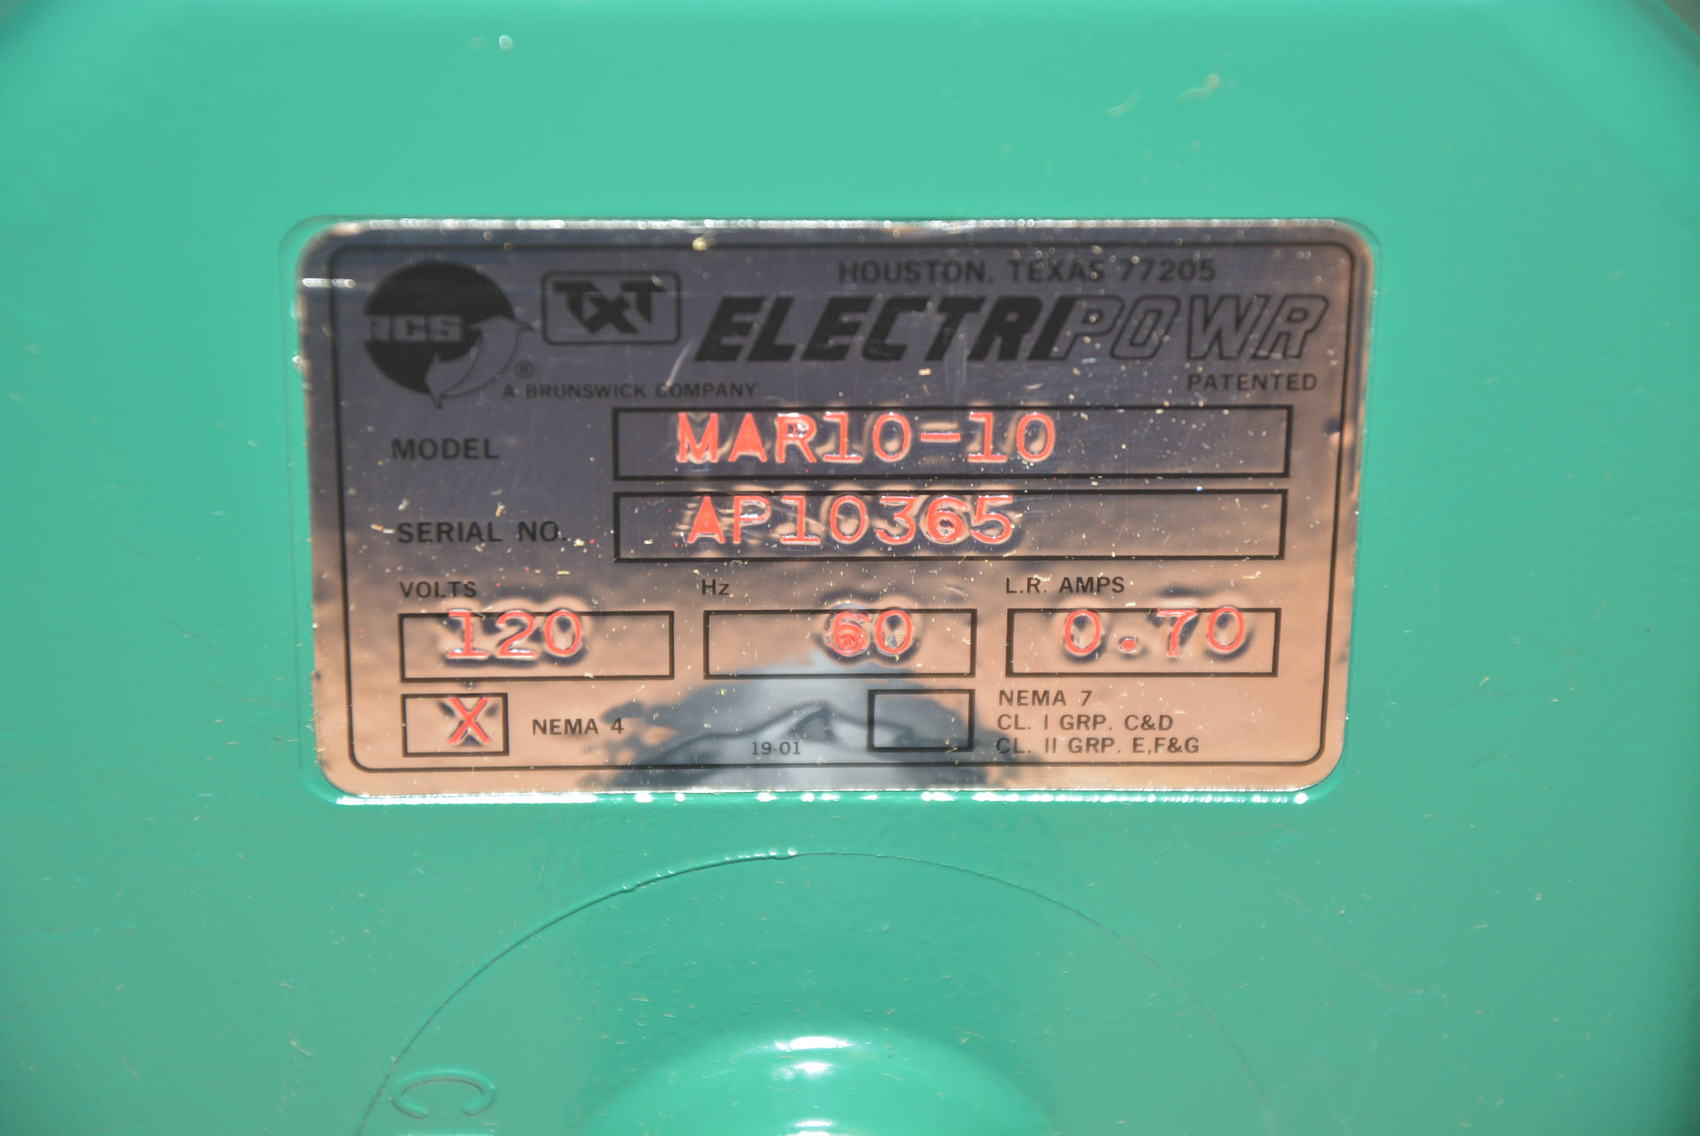 HOUSTON, TEXAS 77205
RCS TXT ELECTRIPOWR
®
A BRUNSWICK COMPANY
PATENTED
MODEL MAR10-10
SERIAL NO. AP10365
VOLTS Hz L.R. AMPS
120 60 0.70
X NEMA 4
19-01
NEMA 7
CL. I GRP. C&D
CL. II GRP. E,F&G